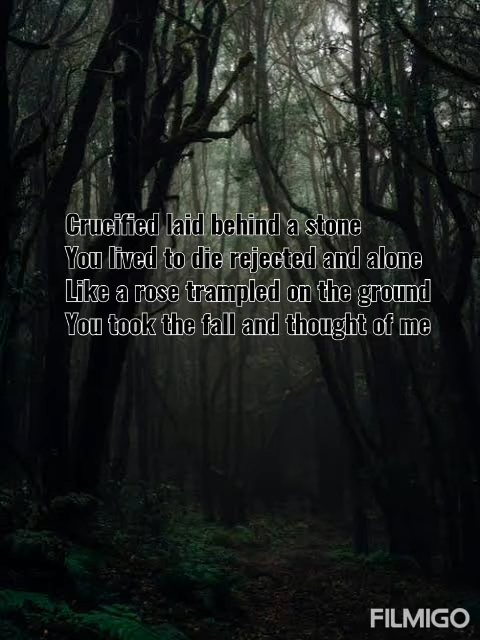 Crucified laid behind a stone
You lived to die rejected and alone
Like a rose trampled on the ground
You took the fall and thought of me
FILMIGO